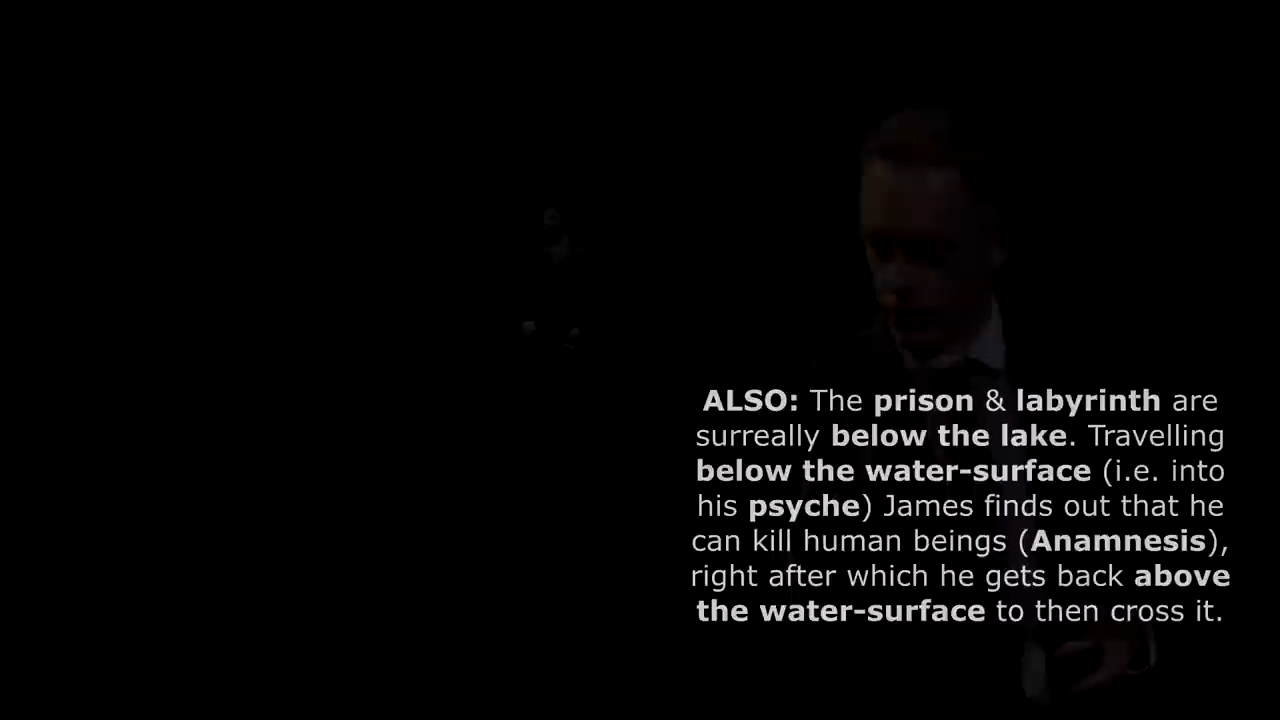 ALSO: The prison & labyrinth are
surreally below the lake. Travelling
below the water-surface (i.e. into
his psyche) James finds out that he
can kill human beings (Anamnesis),
right after which he gets back above
the water-surface to then cross it.